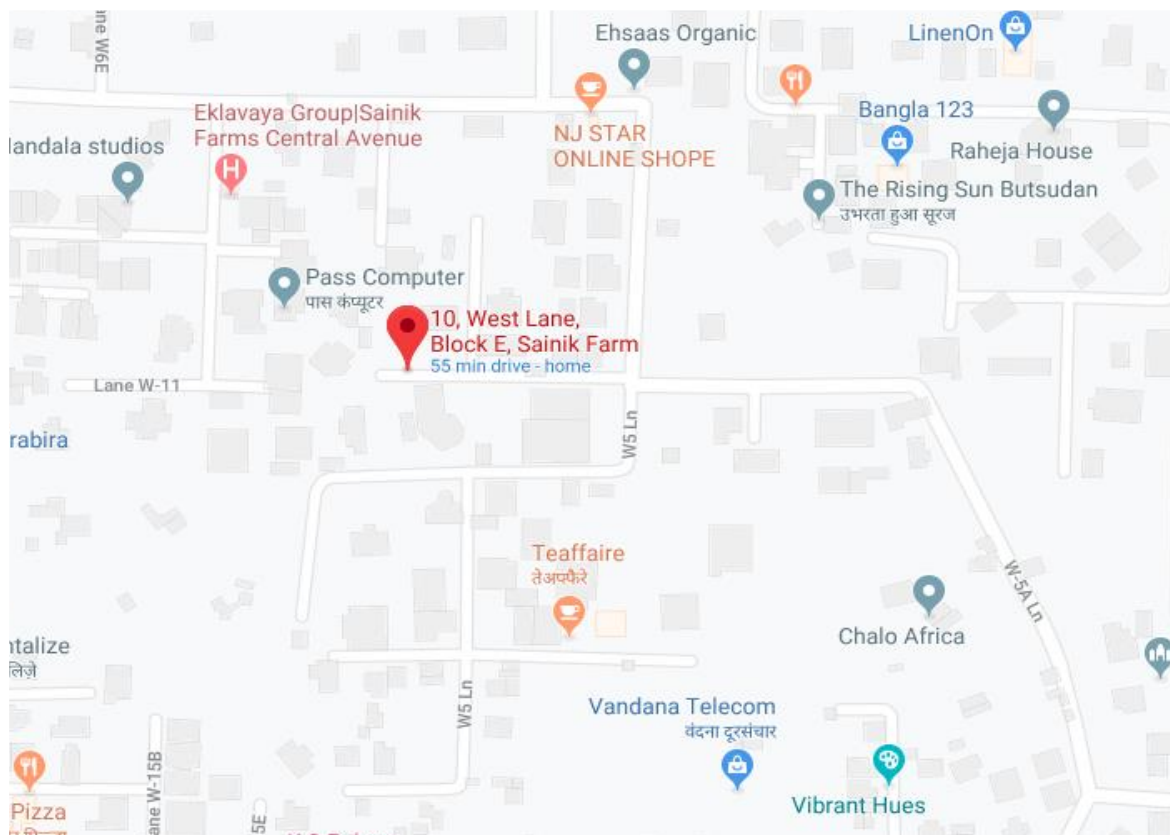 Lane W6E
Ehsaas Organic
LinenOn
Eklavaya Group|Sainik
Farms Central Avenue
NJ STAR
ONLINE SHOPE
Bangla 123
Raheja House
landala studios
The Rising Sun Butsudan
उभरता हुआ सूरज
Pass Computer
पास कंप्यूटर
10, West Lane,
Block E, Sainik Farm
55 min drive - home
Lane W-11
rabira
W5 Ln
Teaffaire
तेअफ्फैरे
W-5A Ln
Chalo Africa
ntalize
लिज़े
W5 Ln
Vandana Telecom
वंदना दूरसंचार
ane W-15B
Vibrant Hues
Pizza
5E